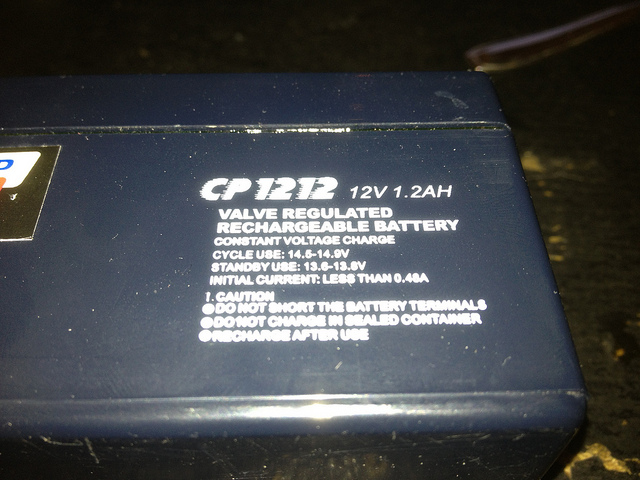 CP 1212 12V 1.2AH
VALVE REGULATED
RECHARGEABLE BATTERY
CONSTANT VOLTAGE CHARGE
CYCLE USE: 14.5-14.9V
STANDBY USE: 13.6-13.8V
INITIAL CURRENT: LESS THAN 0.48A
1. CAUTION
DO NOT SHORT THE BATTERY TERMINALS
DO NOT CHARGE IN SEALED CONTAINER
RECHARGE AFTER USE